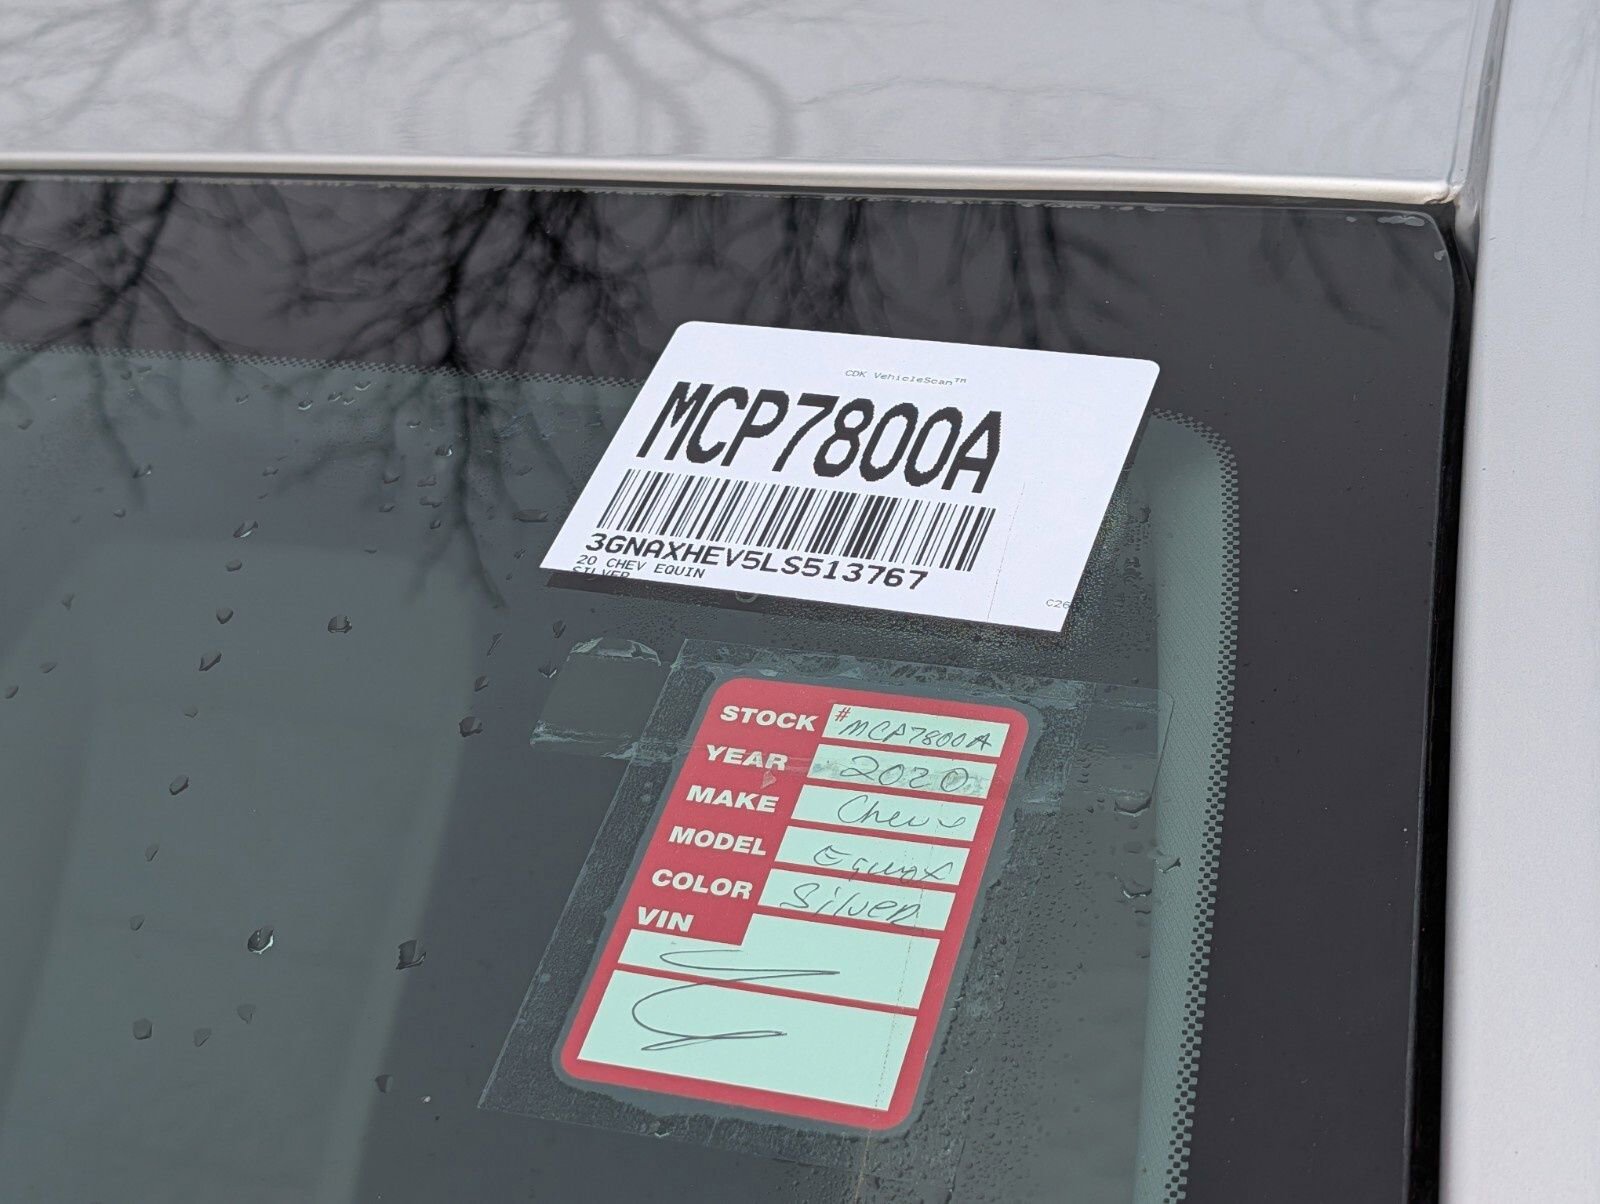 CDK VehicleScan™
MCP7800A
3GNAXHEV5LS513767
20 CHEV EQUIN
SILVER
C26
STOCK #MCP7800A
YEAR 2020
MAKE Chev
MODEL Equinox
COLOR Silver
VIN